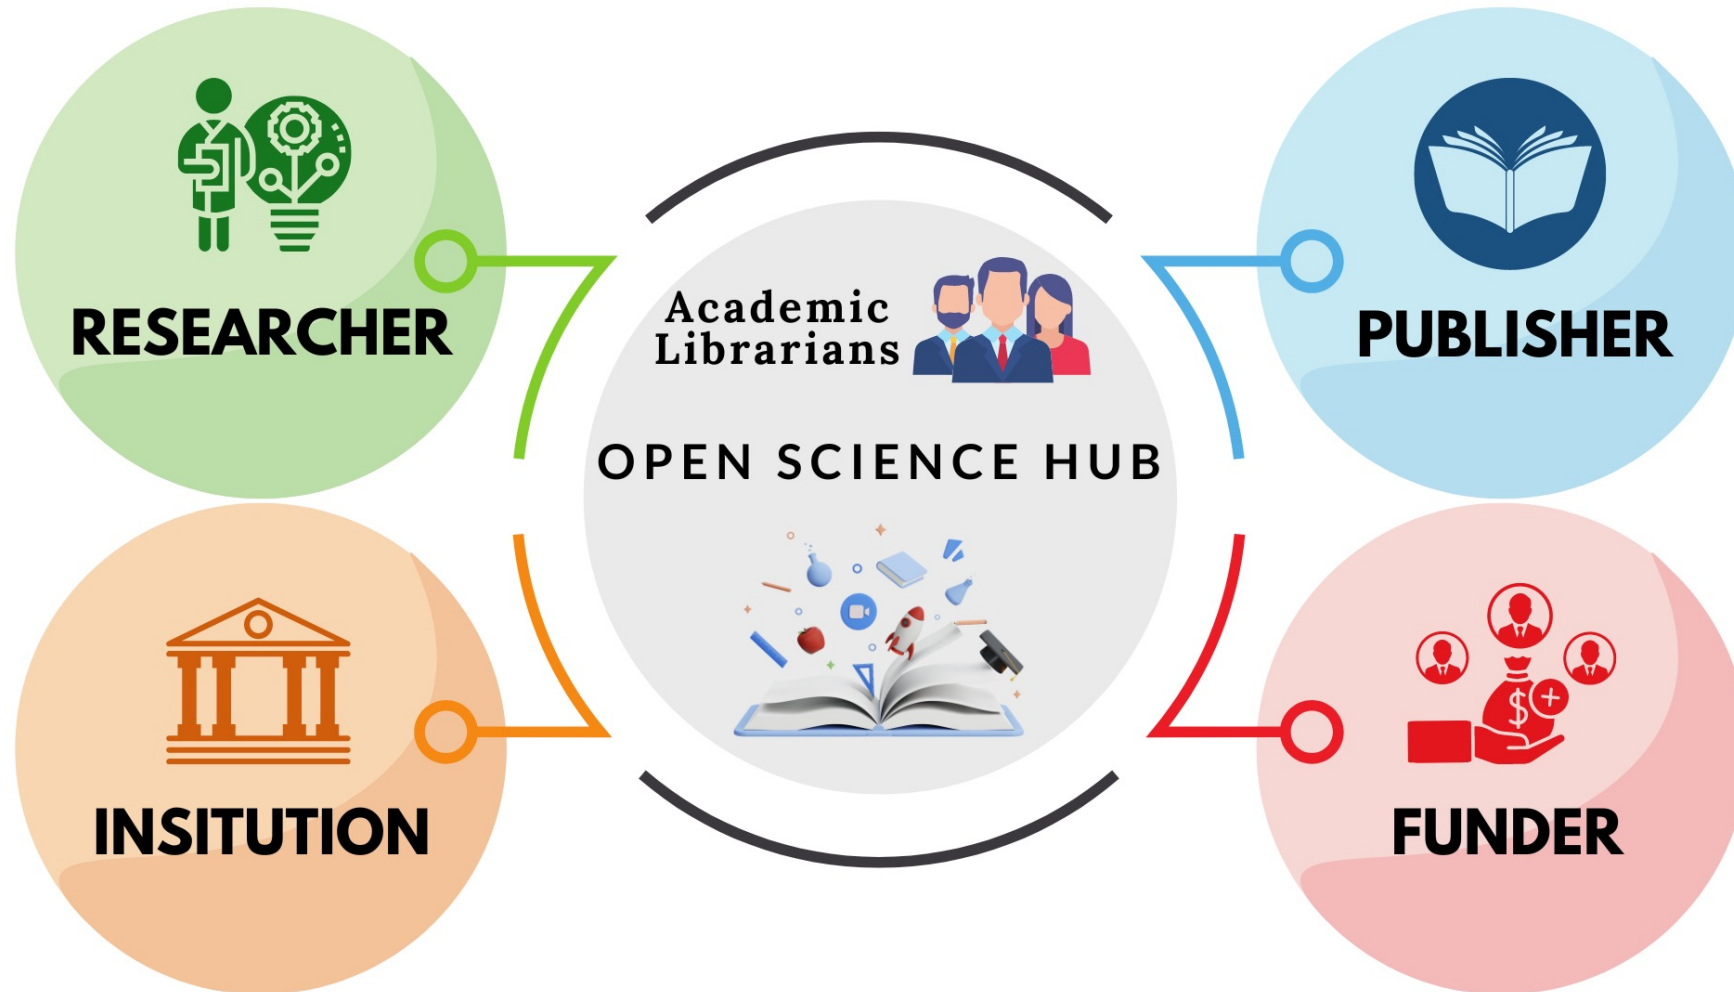 RESEARCHER
PUBLISHER
Academic
Librarians
OPEN SCIENCE HUB
$
INSITUTION
FUNDER